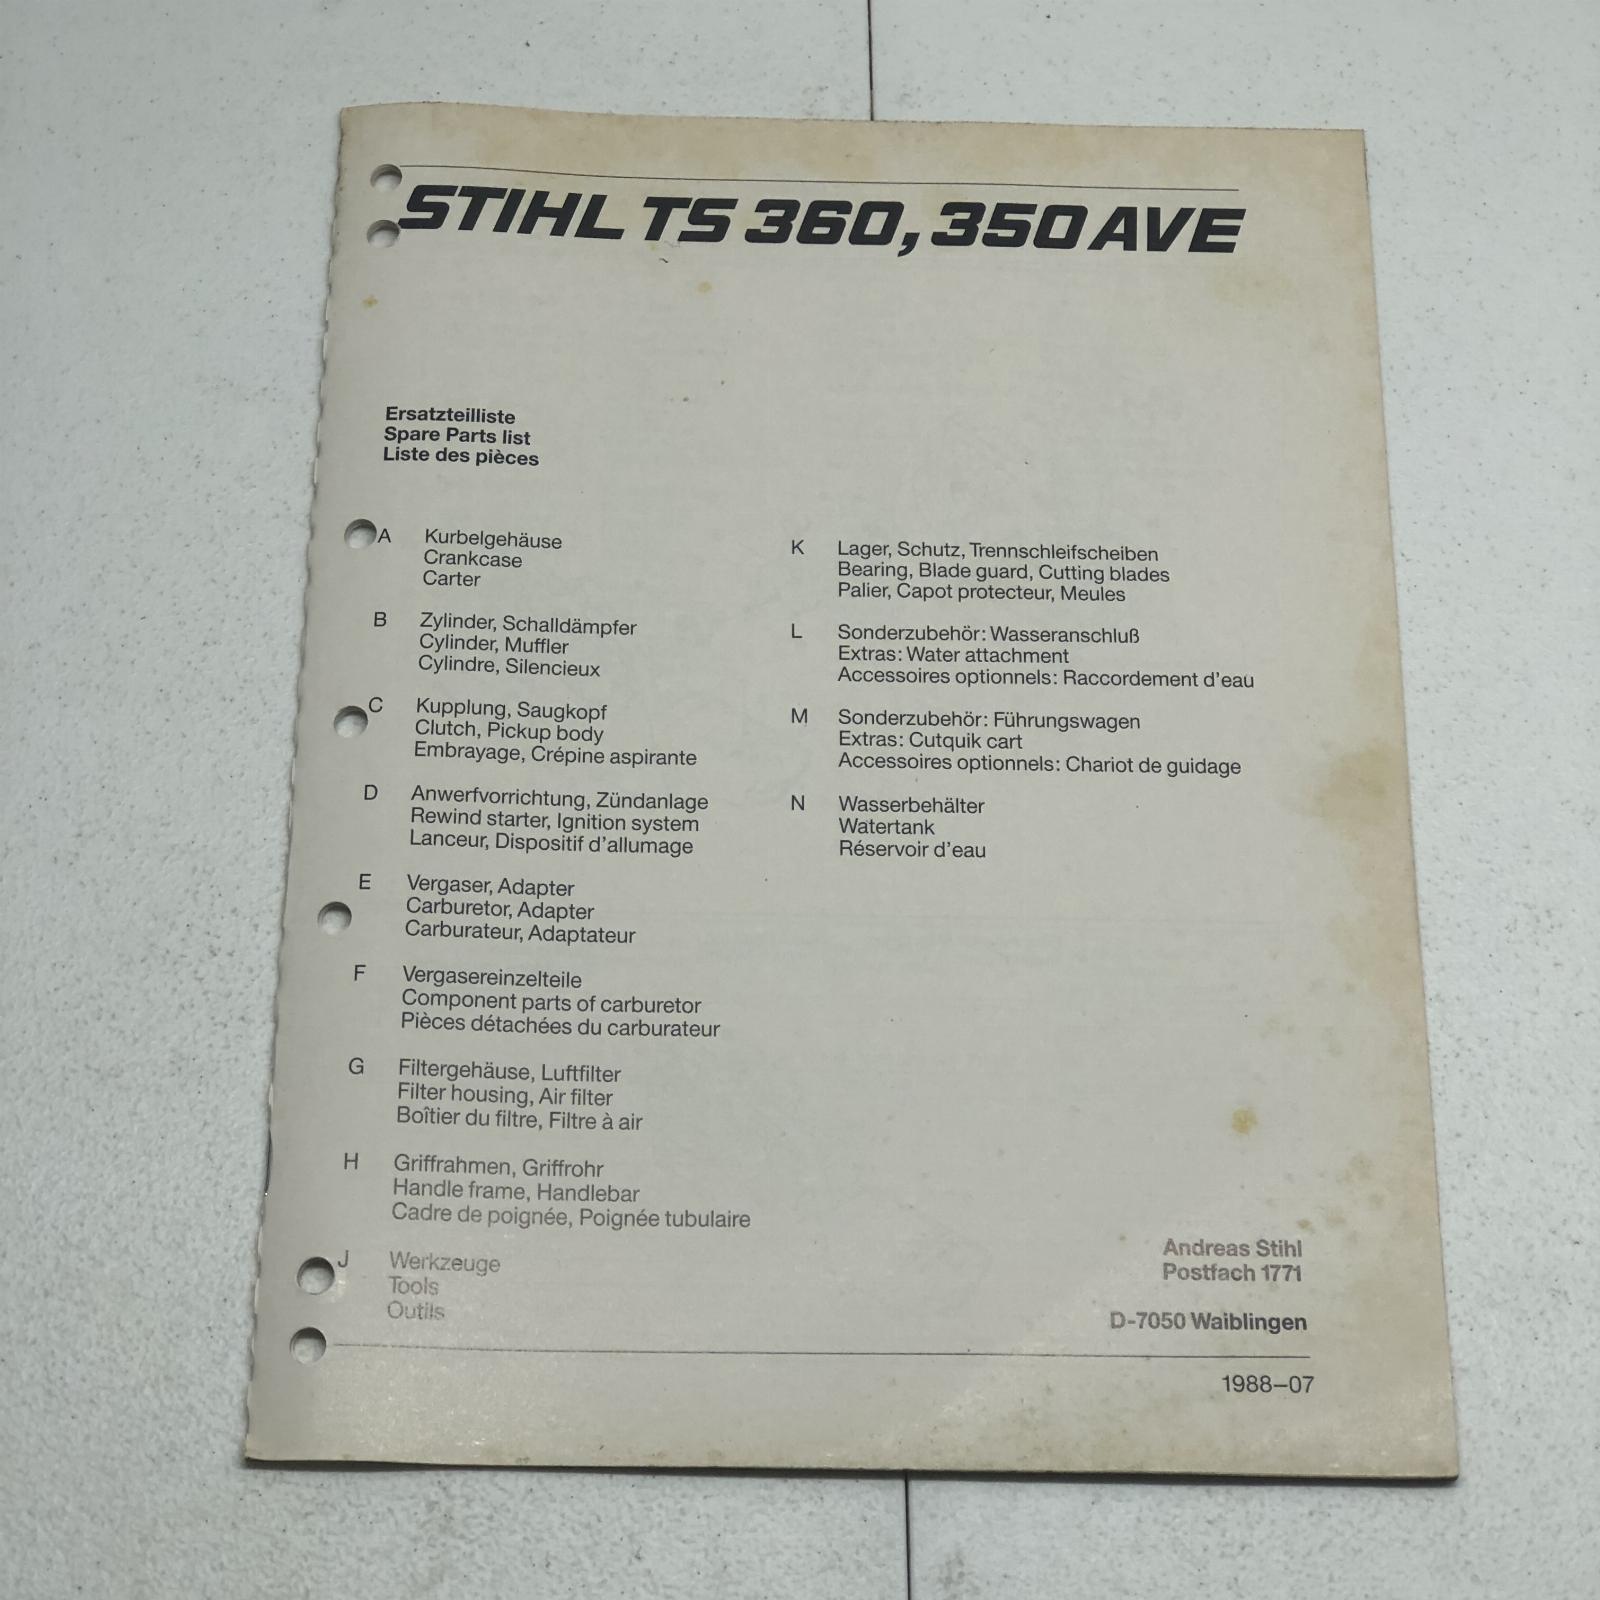 STIHL TS 360, 350 AVE
Ersatzteilliste
Spare Parts list
Liste des pièces
A Kurbelgehäuse
Crankcase
Carter
B Zylinder, Schalldämpfer
Cylinder, Muffler
Cylindre, Silencieux
C Kupplung, Saugkopf
Clutch, Pickup body
Embrayage, Crépine aspirante
D Anwerfvorrichtung, Zündanlage
Rewind starter, Ignition system
Lanceur, Dispositif d'allumage
E Vergaser, Adapter
Carburetor, Adapter
Carburateur, Adaptateur
F Vergasereinzelteile
Component parts of carburetor
Pièces détachées du carburateur
G Filtergehäuse, Luftfilter
Filter housing, Air filter
Boîtier du filtre, Filtre à air
H Griffrahmen, Griffrohr
Handle frame, Handlebar
Cadre de poignée, Poignée tubulaire
J Werkzeuge
Tools
Outils
K Lager, Schutz, Trennschleifscheiben
Bearing, Blade guard, Cutting blades
Palier, Capot protecteur, Meules
L Sonderzubehör: Wasseranschluß
Extras: Water attachment
Accessoires optionnels: Raccordement d'eau
M Sonderzubehör: Führungswagen
Extras: Cutquik cart
Accessoires optionnels: Chariot de guidage
N Wasserbehälter
Watertank
Réservoir d'eau
Andreas Stihl
Postfach 1771
D-7050 Waiblingen
1988–07